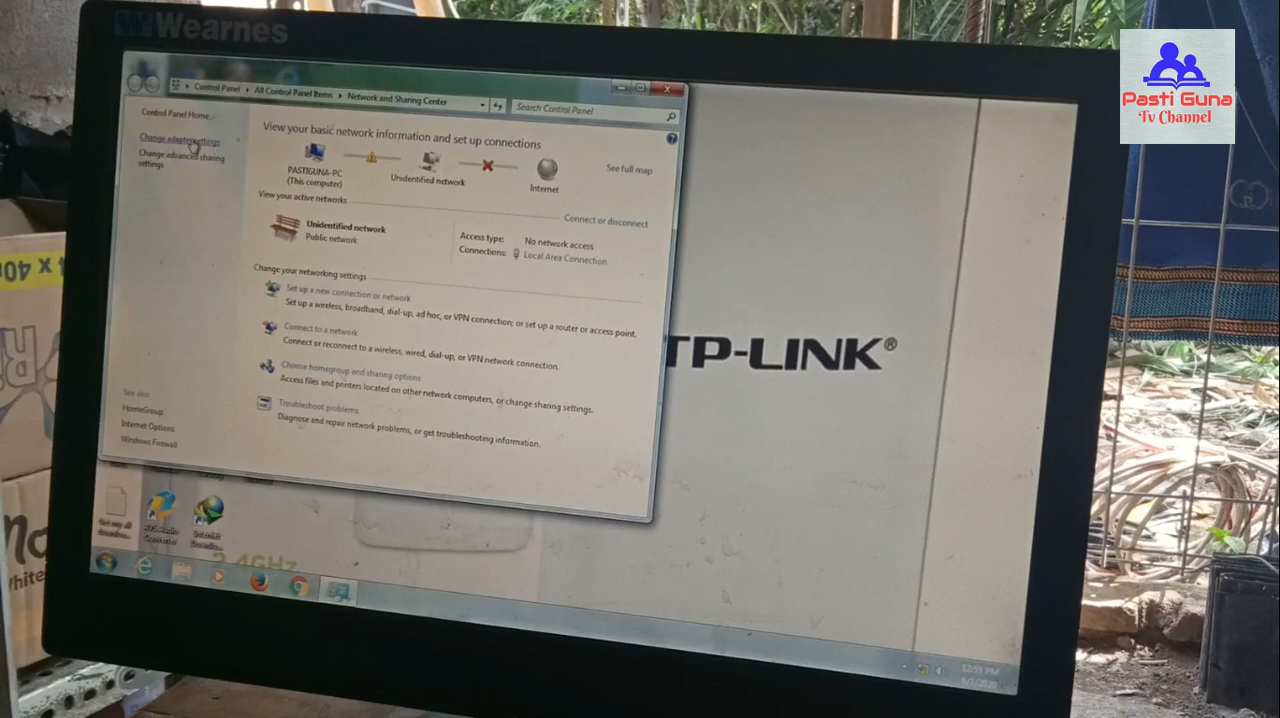 Wearnes
Pasti Guna
Tv Channel
Control Panel
All Control Panel Items
Network and Sharing Center
Search Control Panel
Control Panel Home
Change adapter settings
Change advanced sharing
settings
View your basic network information and set up connections
PASTIGUNA-PC
(This computer)
Unidentified network
Internet
See full map
View your active networks
Connect or disconnect
Unidentified network
Public network
Access type:
No network access
Connections:
Local Area Connection
Change your networking settings
Set up a new connection or network
Set up a wireless, broadband, dial-up, ad hoc, or VPN connection; or set up a router or access point.
Connect to a network
Connect or reconnect to a wireless, wired, dial-up, or VPN network connection.
Choose homegroup and sharing options
Access files and printers located on other network computers, or change sharing settings.
Troubleshoot problems
Diagnose and repair network problems, or get troubleshooting information.
See also
HomeGroup
Internet Options
Windows Firewall
TP-LINK®
2.4GHz
12:55 PM